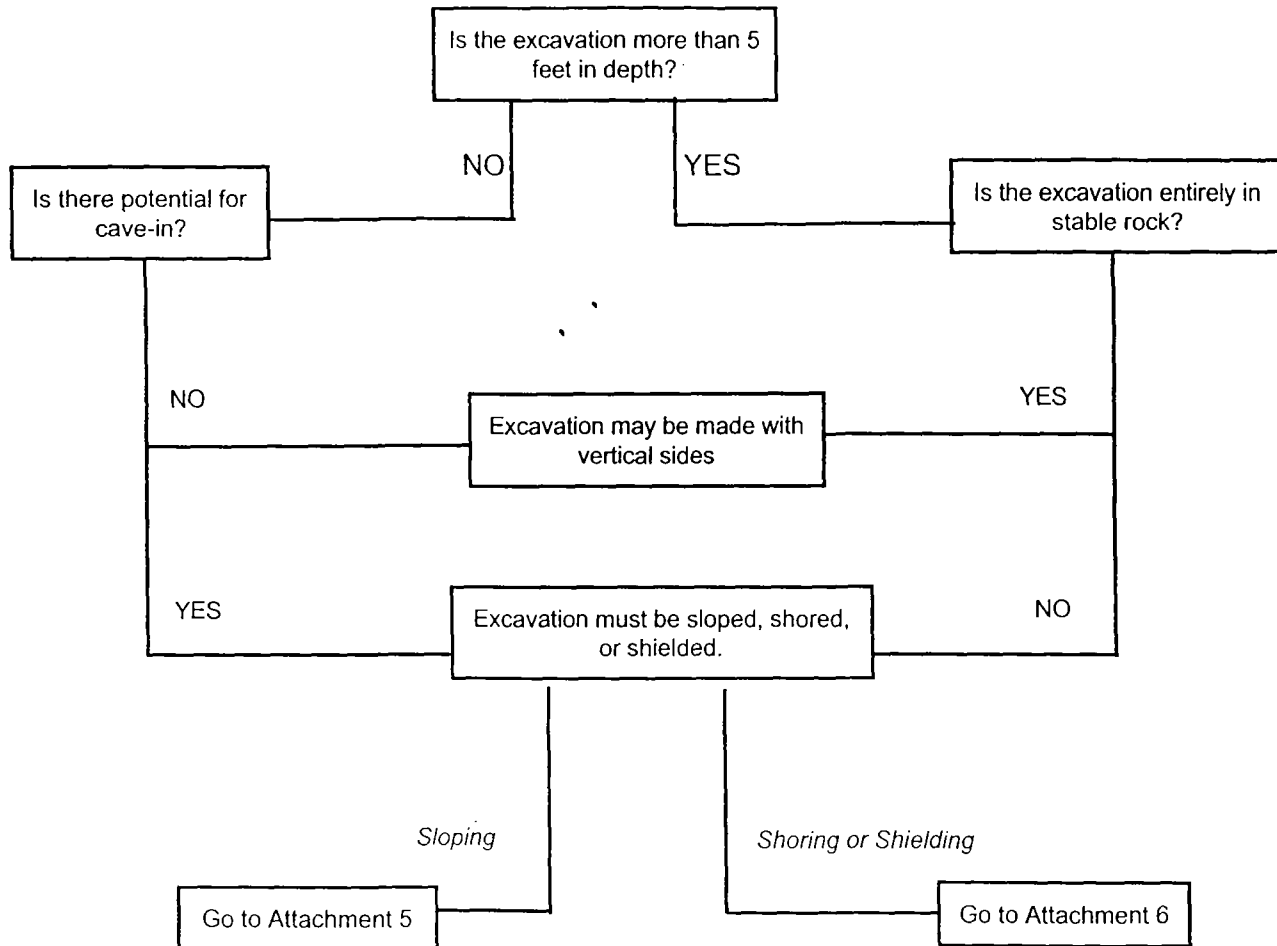 Is the excavation more than 5
feet in depth?
NO
YES
Is there potential for
cave-in?
Is the excavation entirely in
stable rock?
NO
YES
Excavation may be made with
vertical sides
YES
NO
Excavation must be sloped, shored,
or shielded.
Sloping
Shoring or Shielding
Go to Attachment 5
Go to Attachment 6